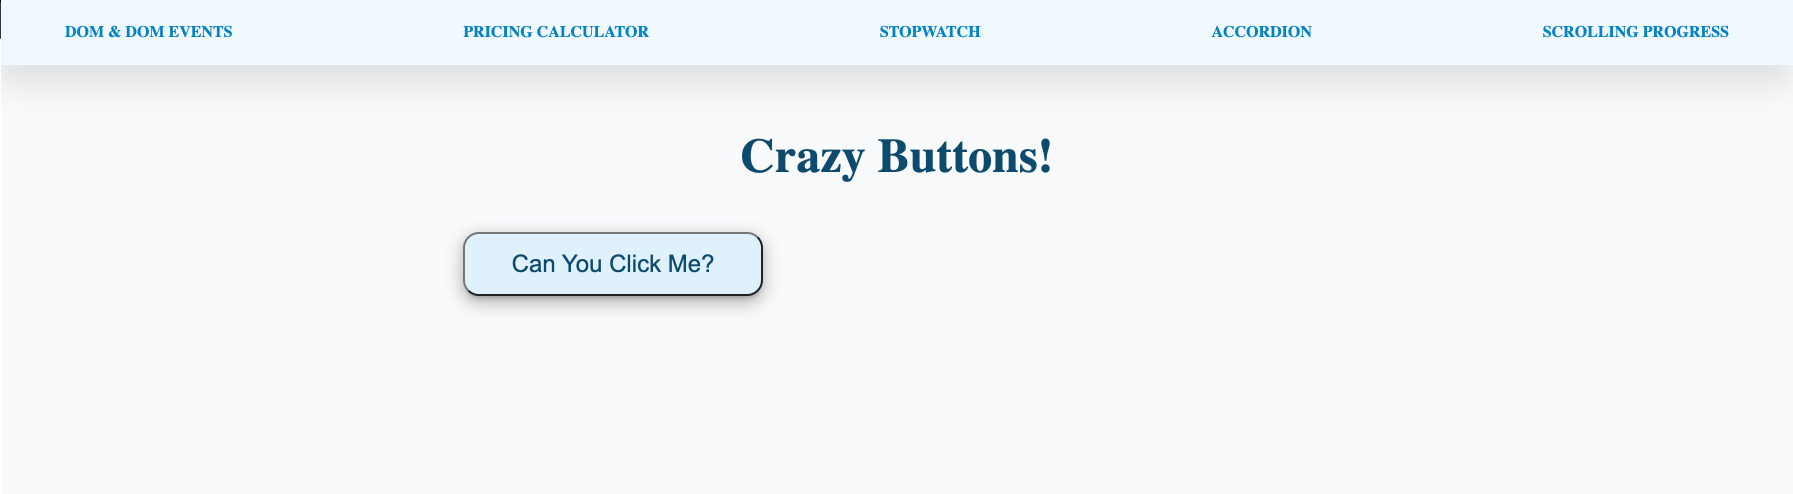 DOM & DOM EVENTS PRICING CALCULATOR STOPWATCH ACCORDION SCROLLING PROGRESS
Crazy Buttons!
Can You Click Me?